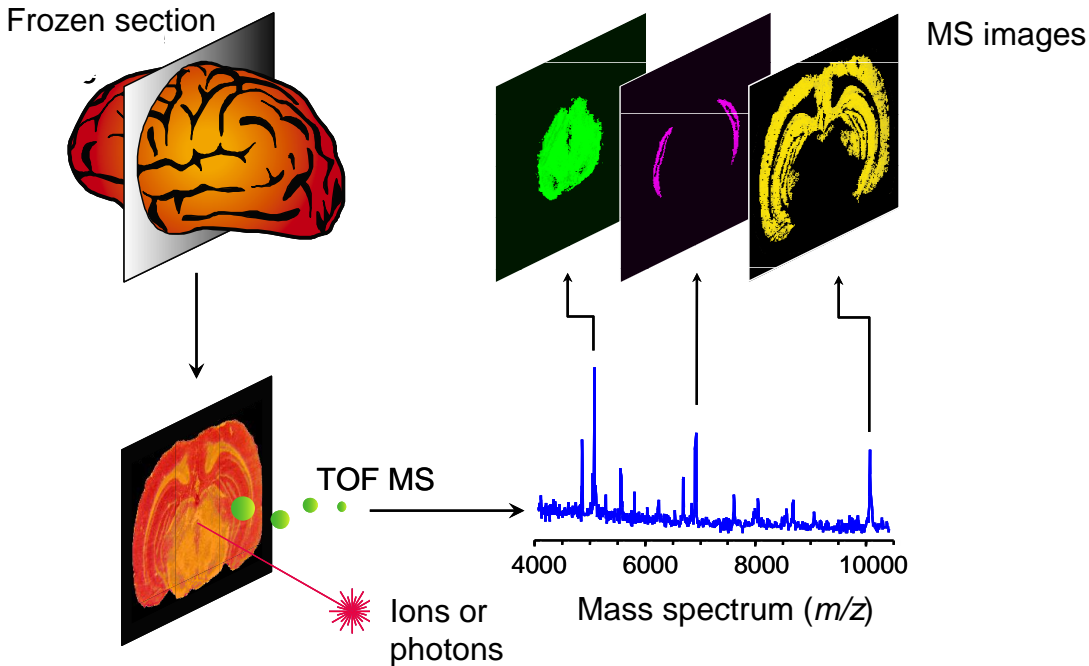 Frozen section
MS images
TOF MS
4000 6000 8000 10000
Mass spectrum (m/z)
Ions or
photons